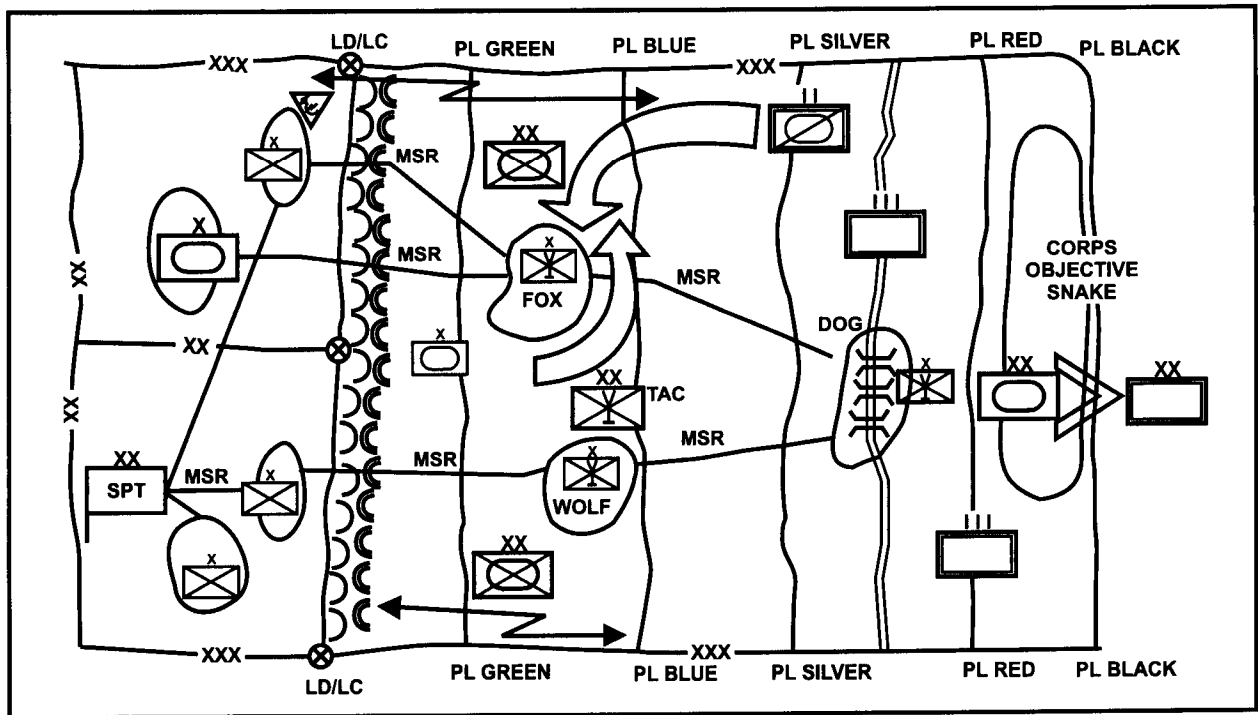 LD/LC
PL GREEN
PL BLUE
PL SILVER
PL RED
PL BLACK
XXX
XXX
II
X
MSR
XX
III
X
X
XX
MSR
FOX
MSR
CORPS
OBJECTIVE
SNAKE
DOG
XX
X
XX
TAC
X
XX
XX
XX
MSR
XX
SPT
MSR
X
MSR
X
WOLF
III
X
XX
XXX
XXX
LD/LC
PL GREEN
PL BLUE
PL SILVER
PL RED
PL BLACK